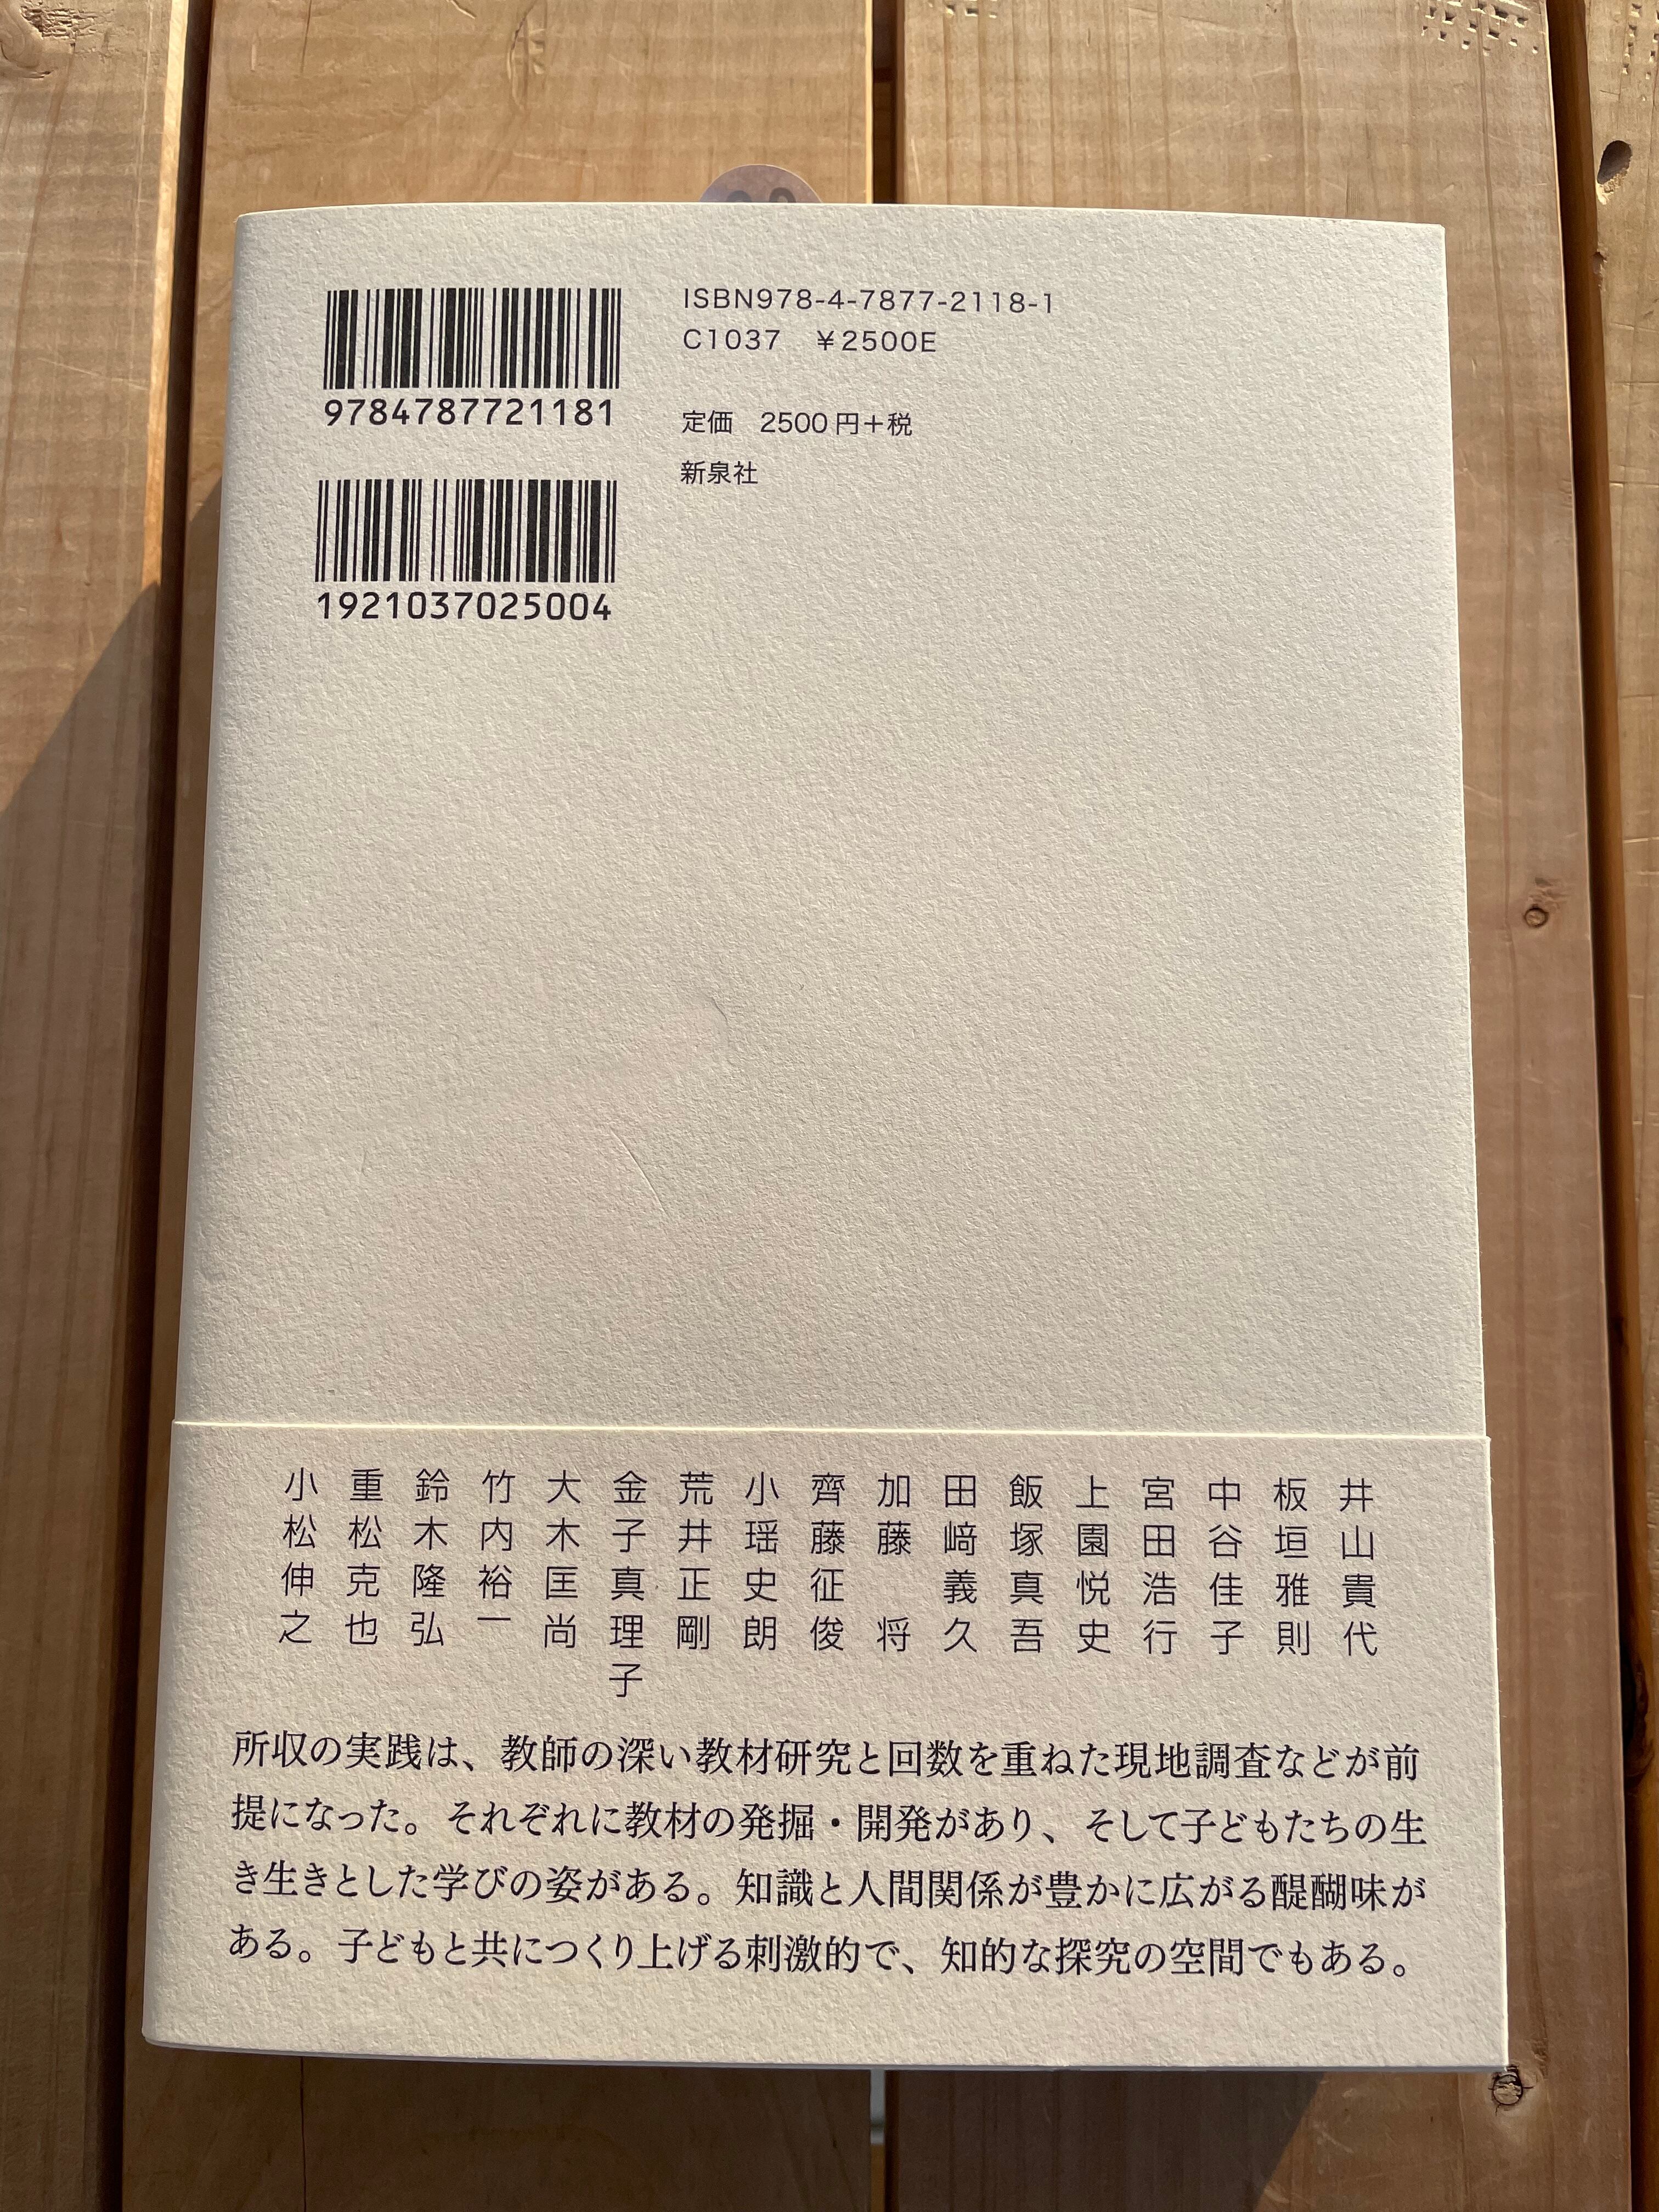 9784787721181
1921037025004
ISBN978-4-7877-2118-1
C1037 ¥2500E
定価 2500円＋税
新泉社
井山貴代
板垣雅則
中谷佳子
宮田浩行
上園悦史
飯塚真吾
田﨑義久
加藤 将
齊藤征俊
小瑶史朗
荒井正剛
金子真理子
大木匡尚
竹内裕一
鈴木隆弘
重松克也
小松伸之
所収の実践は、教師の深い教材研究と回数を重ねた現地調査などが前
提になった。それぞれに教材の発掘・開発があり、そして子どもたちの生
き生きとした学びの姿がある。知識と人間関係が豊かに広がる醍醐味が
ある。子どもと共につくり上げる刺激的で、知的な探究の空間でもある。